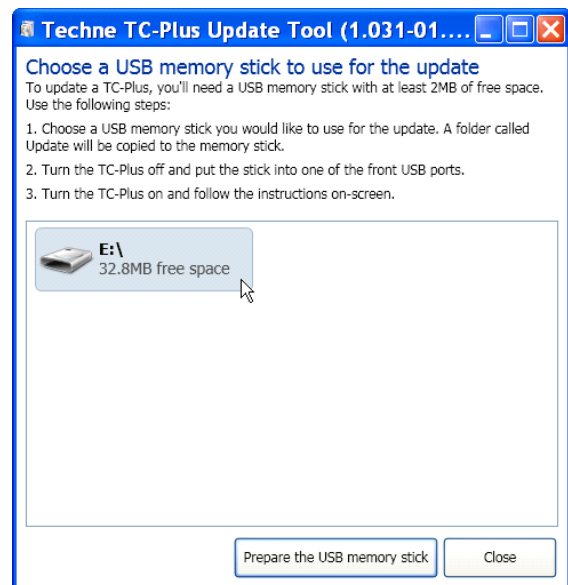 Techne TC-Plus Update Tool (1.031-01....
Choose a USB memory stick to use for the update
To update a TC-Plus, you'll need a USB memory stick with at least 2MB of free space.
Use the following steps:
1. Choose a USB memory stick you would like to use for the update. A folder called
Update will be copied to the memory stick.
2. Turn the TC-Plus off and put the stick into one of the front USB ports.
3. Turn the TC-Plus on and follow the instructions on-screen.
E:\
32.8MB free space
Prepare the USB memory stick
Close